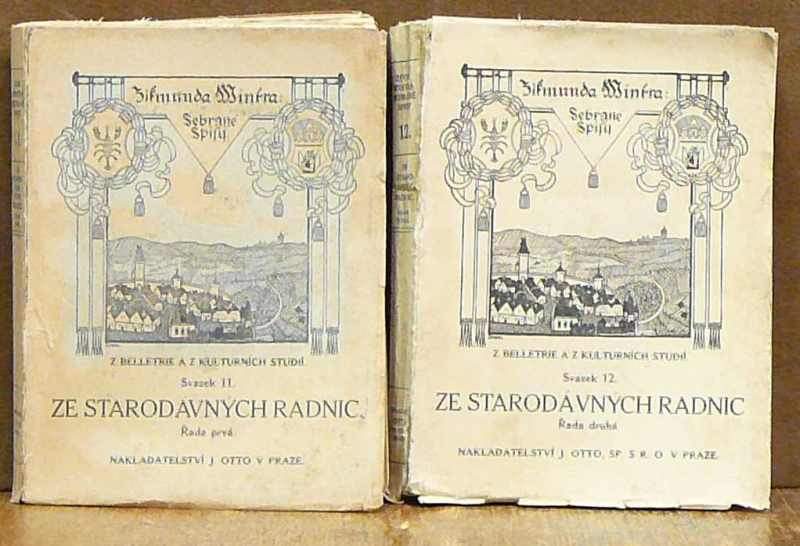 Zikmunda Wintra:
Sebrané
Spisy
Z BELLETRIE A Z KULTURNÍCH STUDIÍ.
Svazek 11.
ZE STARODÁVNÝCH RADNIC.
Řada prvá.
NAKLADATELSTVÍ J. OTTO V PRAZE.
12.
Zikmunda Wintra:
Sebrané
Spisy
Z BELLETRIE A Z KULTURNÍCH STUDIÍ.
Svazek 12.
ZE STARODÁVNÝCH RADNIC
Řada druhá
NAKLADATELSTVÍ J. OTTO, SP. S R. O. V PRAZE.